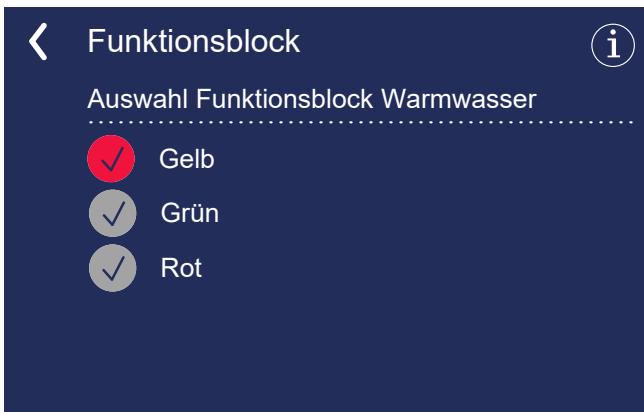 Funktionsblock
i
Auswahl Funktionsblock Warmwasser
Gelb
Grün
Rot